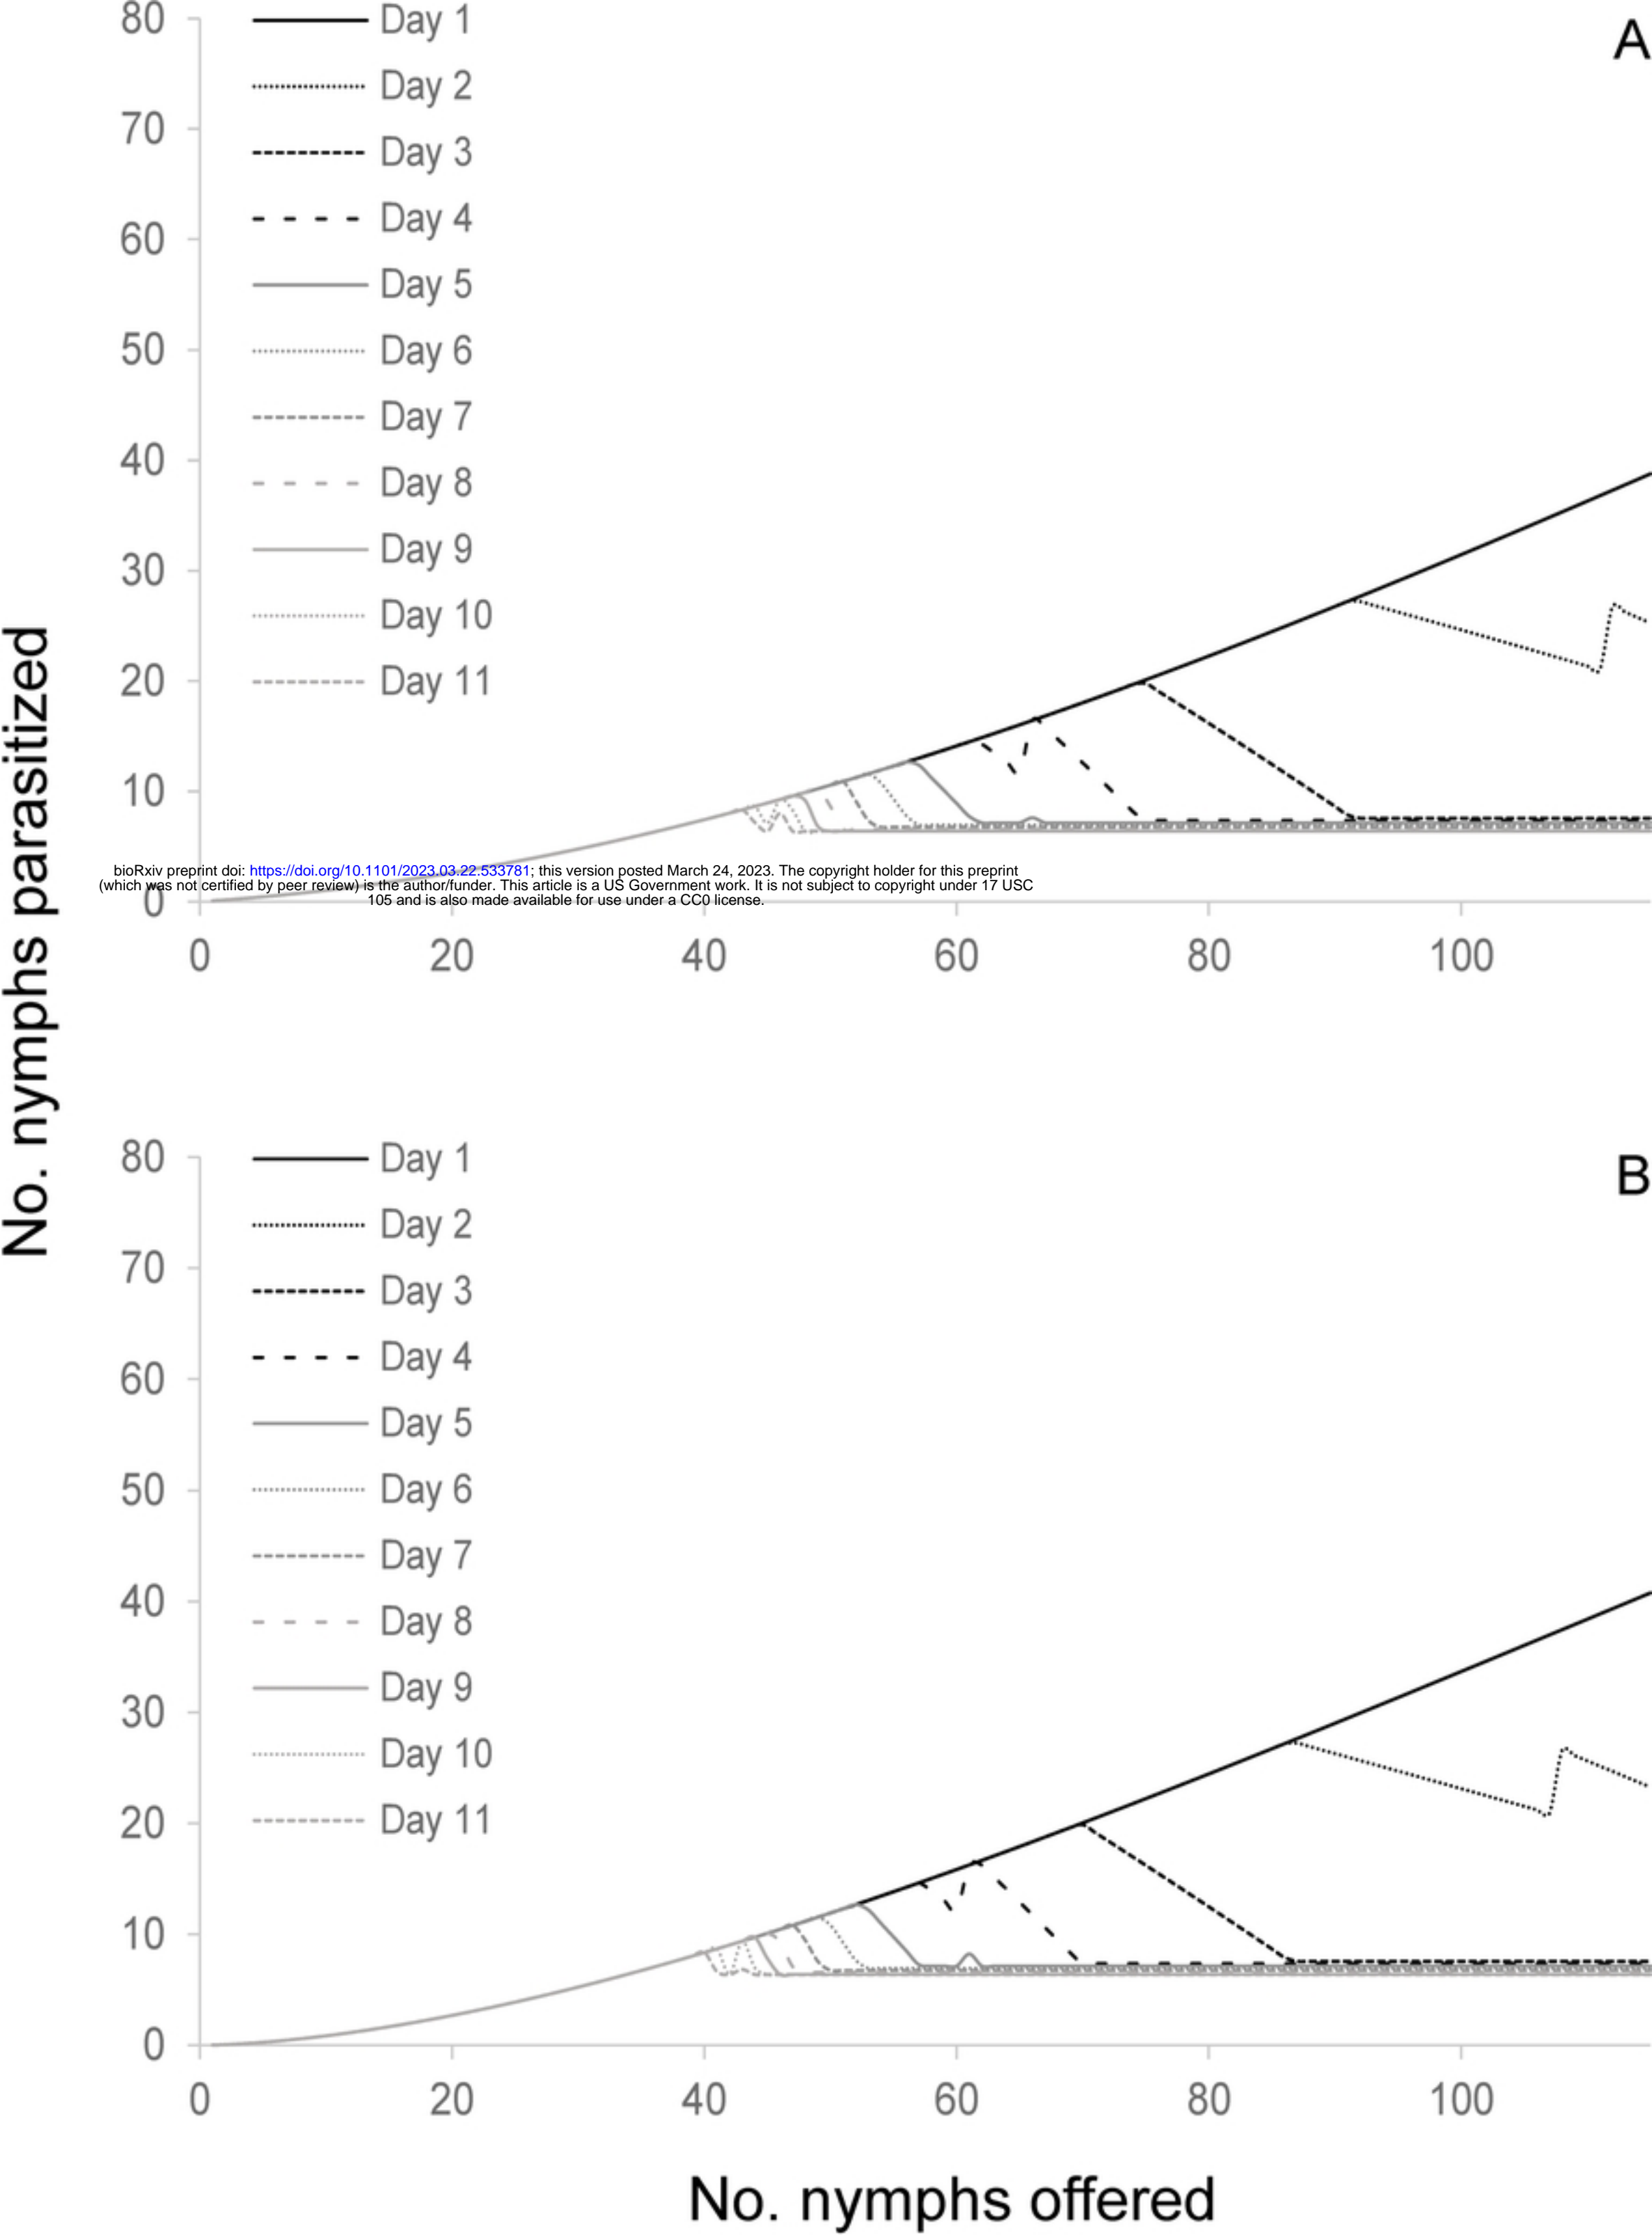 No. nymphs parasitized
A
80
70
60
50
40
30
20
10
0
Day 1
Day 2
Day 3
Day 4
Day 5
Day 6
Day 7
Day 8
Day 9
Day 10
Day 11
bioRxiv preprint doi: https://doi.org/10.1101/2023.03.22.533781; this version posted March 24, 2023. The copyright holder for this preprint
(which was not certified by peer review) is the author/funder. This article is a US Government work. It is not subject to copyright under 17 USC
105 and is also made available for use under a CC0 license.
0 20 40 60 80 100
B
80
70
60
50
40
30
20
10
0
Day 1
Day 2
Day 3
Day 4
Day 5
Day 6
Day 7
Day 8
Day 9
Day 10
Day 11
0 20 40 60 80 100
No. nymphs offered